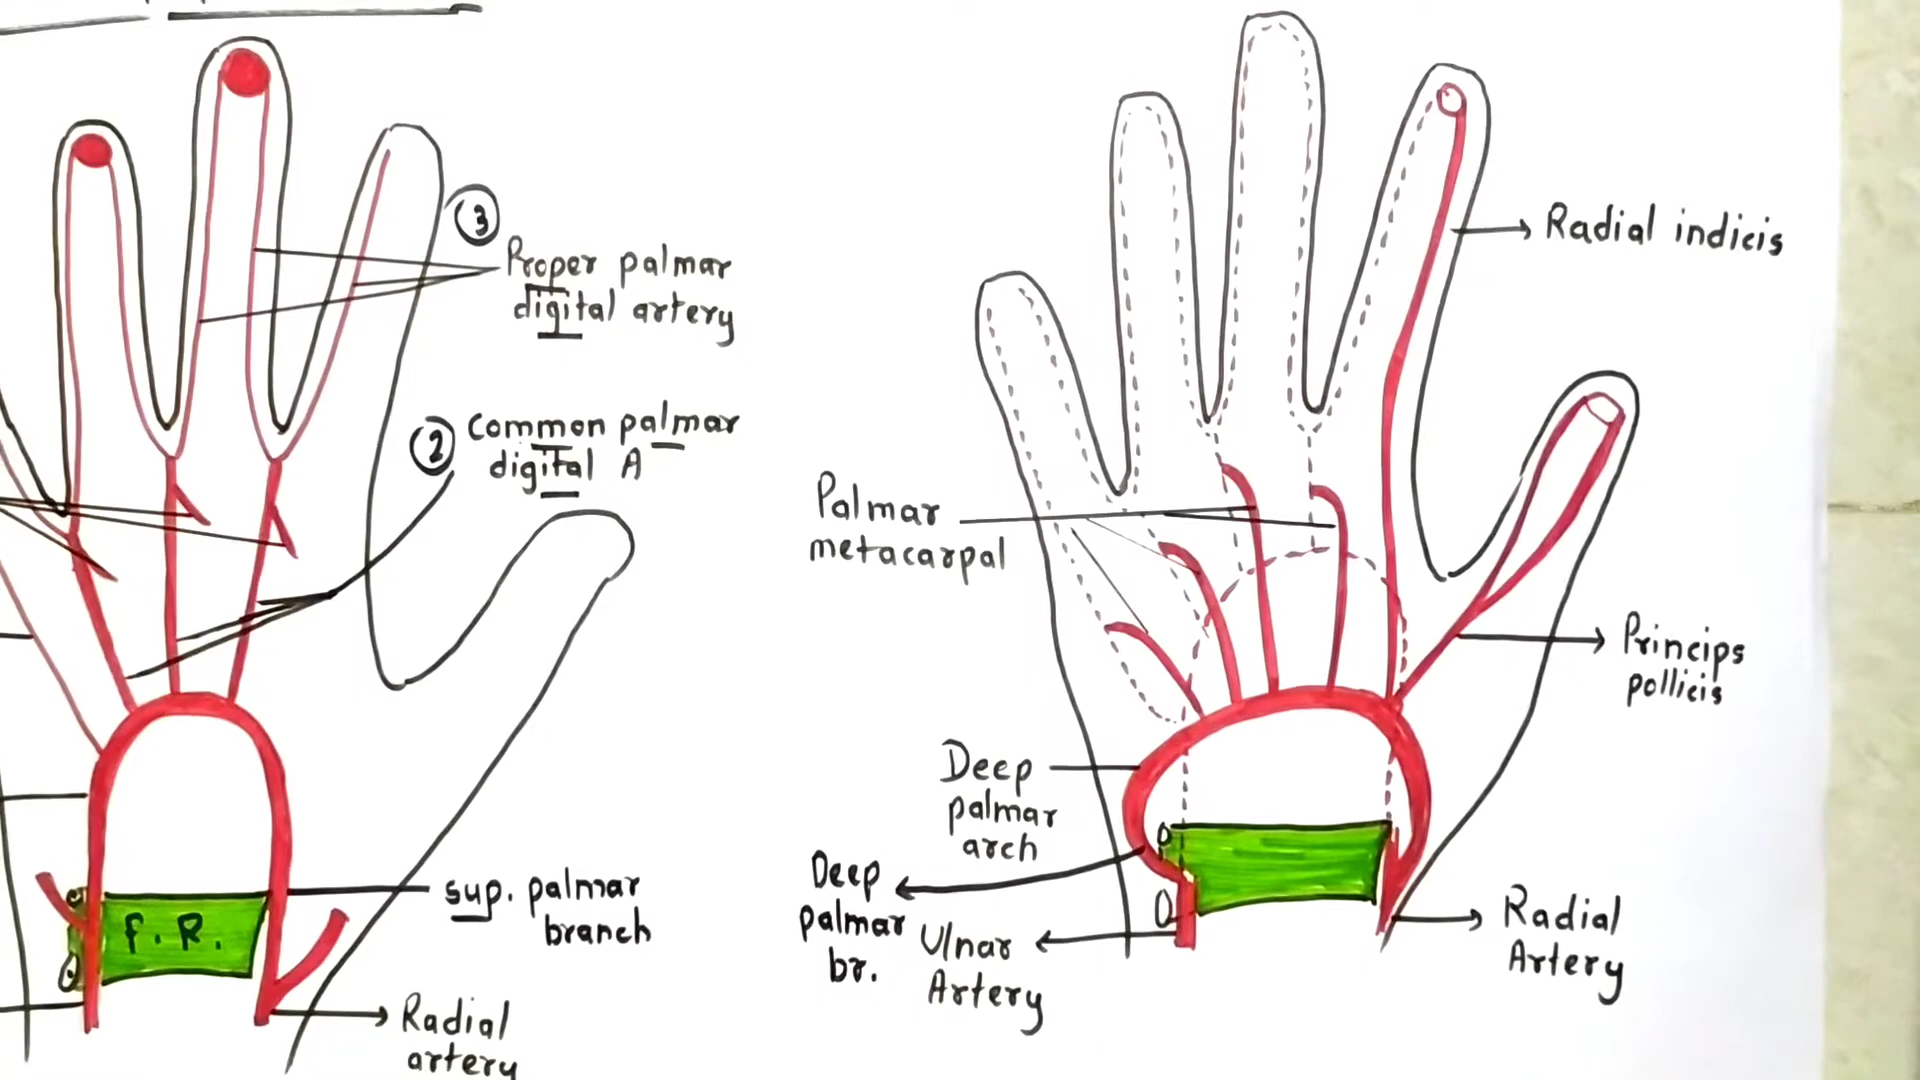 3
Proper palmar
digital artery
2
Common palmar
digital A
sup. palmar
branch
F.R.
Radial
artery
Radial indicis
Palmar
metacarpal
Princips
pollicis
Deep
palmar
arch
Deep
palmar
br.
Ulnar
Artery
Radial
Artery